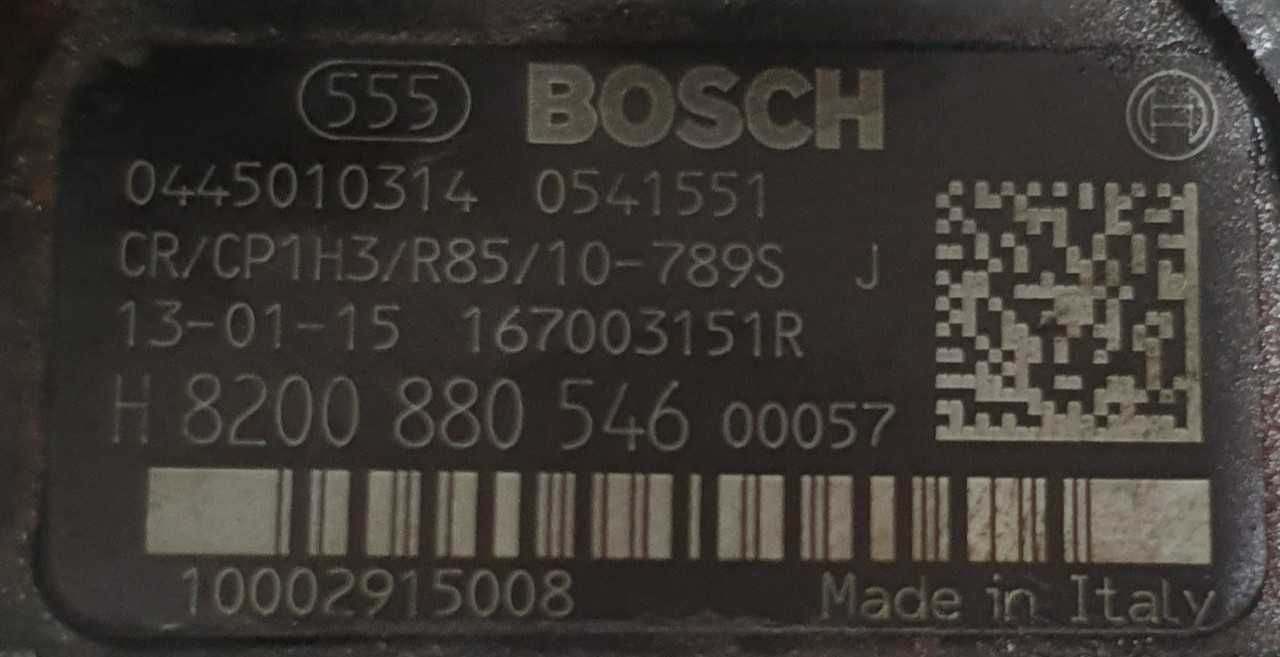 555 BOSCH
0445010314 0541551
CR/CP1H3/R85/10-789S J
13-01-15 167003151R
H 8200 880 546 00057
10002915008 Made in Italy